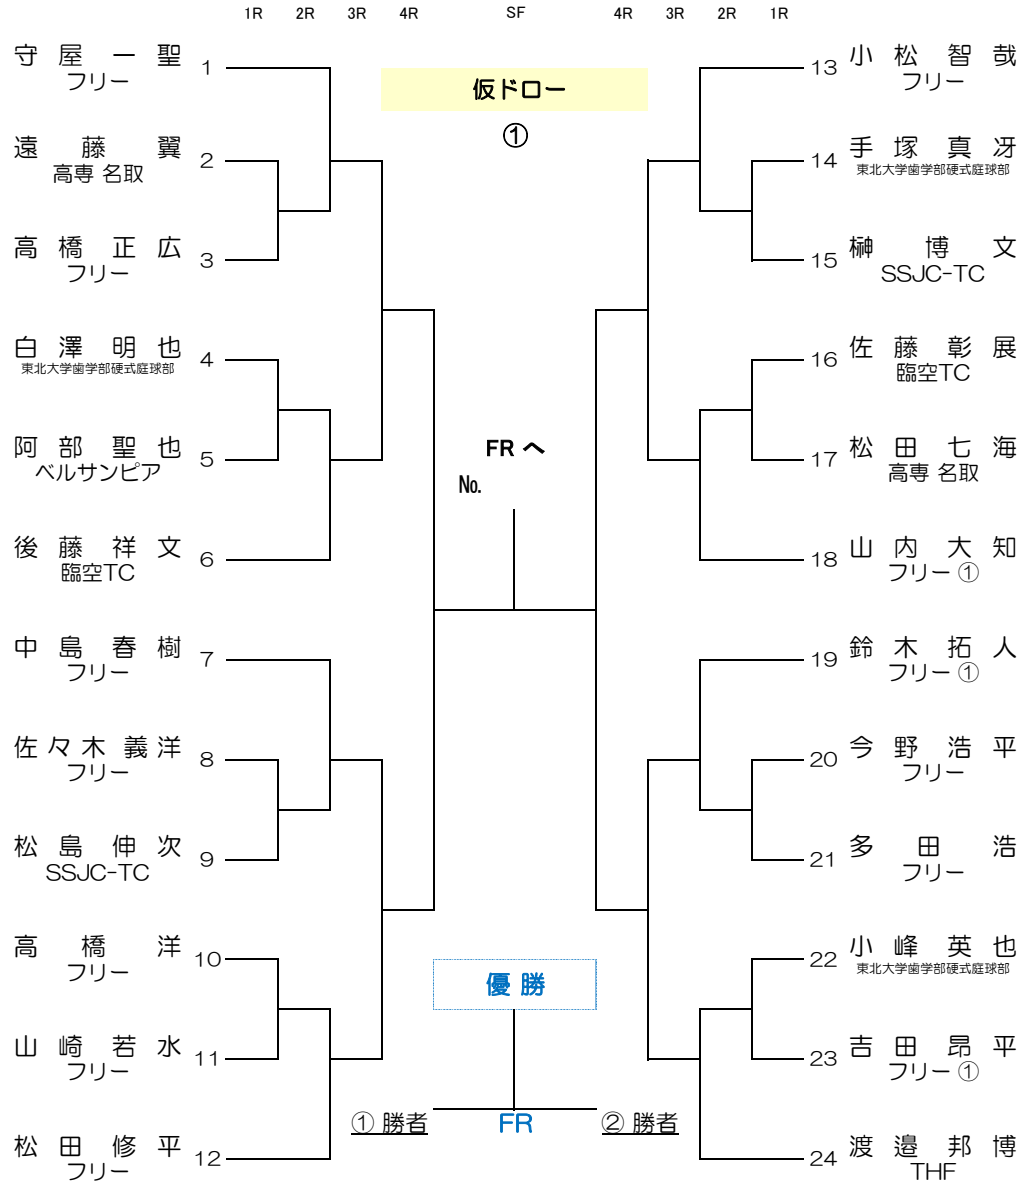 1R 2R 3R 4R SF 4R 3R 2R 1R
仮ドロー
①
守屋一聖
フリー
1
遠藤翼
高専 名取
2
高橋正広
フリー
3
白澤明也
東北大学歯学部硬式庭球部
4
阿部聖也
ベルサンピア
5
後藤祥文
臨空TC
6
中島春樹
フリー
7
佐々木義洋
フリー
8
松島伸次
SSJC-TC
9
高橋洋
フリー
10
山崎若水
フリー
11
松田修平
フリー
12
FR へ
№.
優勝
① 勝者
FR
② 勝者
13
小松智哉
フリー
14
手塚真冴
東北大学歯学部硬式庭球部
15
榊博文
SSJC-TC
16
佐藤彰展
臨空TC
17
松田七海
高専 名取
18
山内大知
フリー ①
19
鈴木拓人
フリー ①
20
今野浩平
フリー
21
多田浩
フリー
22
小峰英也
東北大学歯学部硬式庭球部
23
吉田昂平
フリー ①
24
渡邉邦博
THF